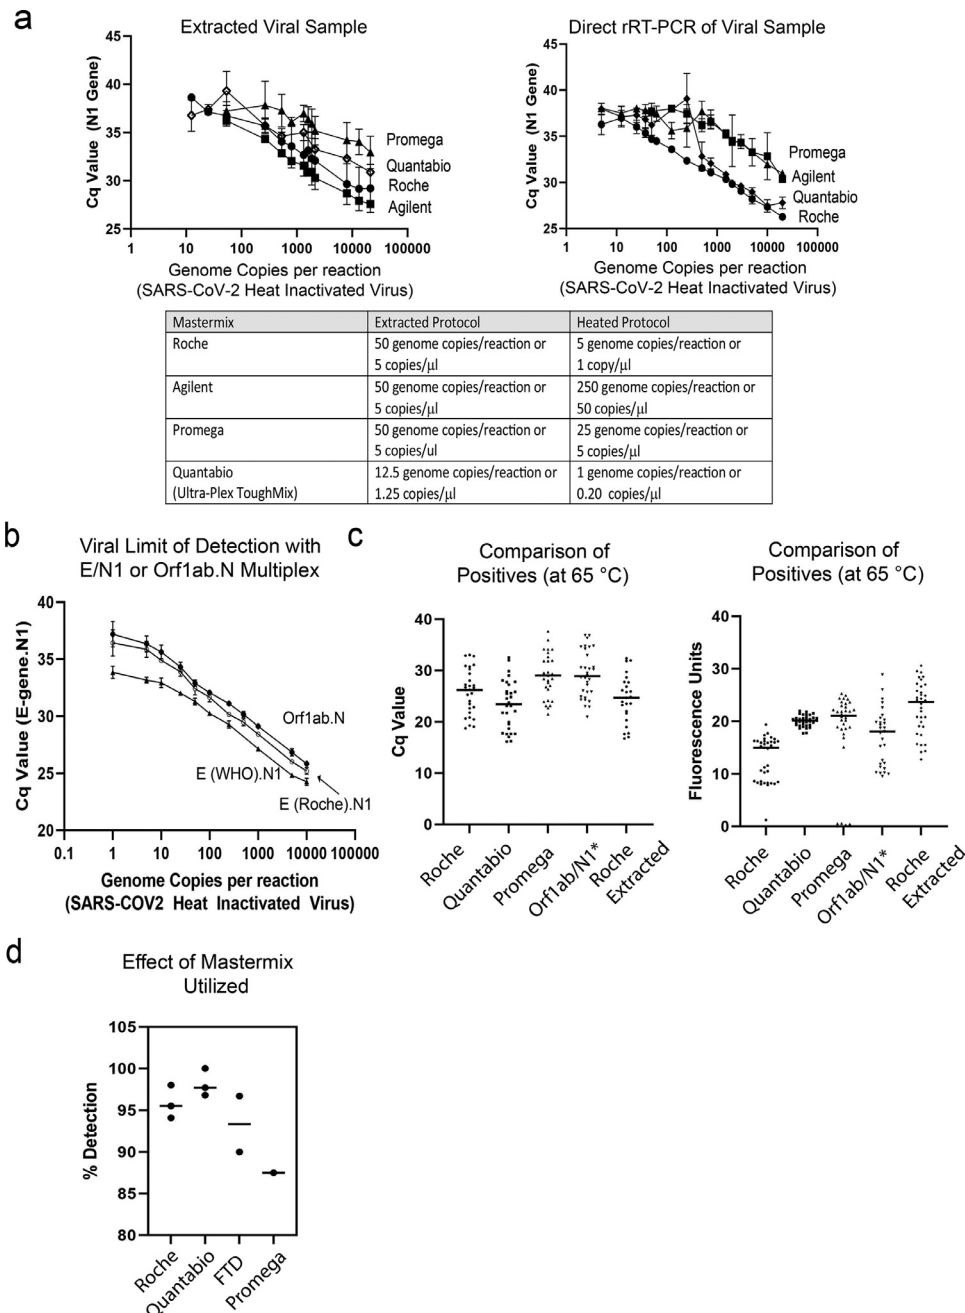 a
Extracted Viral Sample
Cq Value (N1 Gene)
45
40
35
30
25
Promega
Quantabio
Roche
Agilent
1 10 100 1000 10000 100000
Genome Copies per reaction
(SARS-CoV-2 Heat Inactivated Virus)
Direct rRT-PCR of Viral Sample
Cq Value (N1 Gene)
45
40
35
30
25
Promega
Agilent
Quantabio
Roche
1 10 100 1000 10000 100000
Genome Copies per reaction
(SARS-CoV-2 Heat Inactivated Virus)
Mastermix Extracted Protocol Heated Protocol
Roche 50 genome copies/reaction or 5 genome copies/reaction or
5 copies/μl 1 copy/μl
Agilent 50 genome copies/reaction or 250 genome copies/reaction or
5 copies/μl 50 copies/μl
Promega 50 genome copies/reaction or 25 genome copies/reaction or
5 copies/ul 5 copies/μl
Quantabio 12.5 genome copies/reaction or 1 genome copies/reaction or
(Ultra-Plex ToughMix) 1.25 copies/μl 0.20 copies/μl
b
Viral Limit of Detection with
E/N1 or Orf1ab.N Multiplex
Cq Value (E-gene.N1)
40
35
30
25
20
Orf1ab.N
E (WHO).N1
E (Roche).N1
0.1 1 10 100 1000 10000 100000
Genome Copies per reaction
(SARS-COV2 Heat Inactivated Virus)
c
Comparison of
Positives (at 65 °C)
Cq Value
40
30
20
10
0
Roche
Quantabio
Promega
Orf1ab/N1*
Roche
Extracted
Comparison of
Positives (at 65 °C)
Fluorescence Units
40
30
20
10
0
Roche
Quantabio
Promega
Orf1ab/N1*
Roche
Extracted
d
Effect of Mastermix
Utilized
% Detection
105
100
95
90
85
80
Roche
Quantabio
FTD
Promega